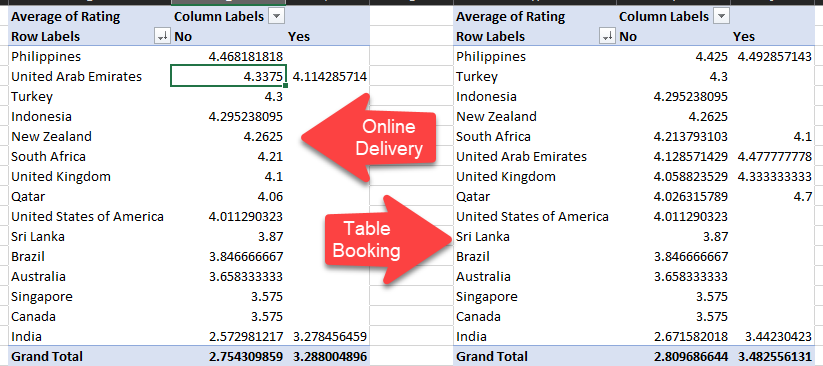 Average of Rating Column Labels
Row Labels No Yes
Philippines 4.468181818
United Arab Emirates 4.3375 4.114285714
Turkey 4.3
Indonesia 4.295238095
New Zealand 4.2625
South Africa 4.21
United Kingdom 4.1
Qatar 4.06
United States of America 4.011290323
Sri Lanka 3.87
Brazil 3.846666667
Australia 3.658333333
Singapore 3.575
Canada 3.575
India 2.572981217 3.278456459
Grand Total 2.754309859 3.288004896
Online
Delivery
Table
Booking
Average of Rating Column Labels
Row Labels No Yes
Philippines 4.425 4.492857143
Turkey 4.3
Indonesia 4.295238095
New Zealand 4.2625
South Africa 4.213793103 4.1
United Arab Emirates 4.128571429 4.477777778
United Kingdom 4.058823529 4.333333333
Qatar 4.026315789 4.7
United States of America 4.011290323
Sri Lanka 3.87
Brazil 3.846666667
Australia 3.658333333
Singapore 3.575
Canada 3.575
India 2.671582018 3.44230423
Grand Total 2.809686644 3.482556131